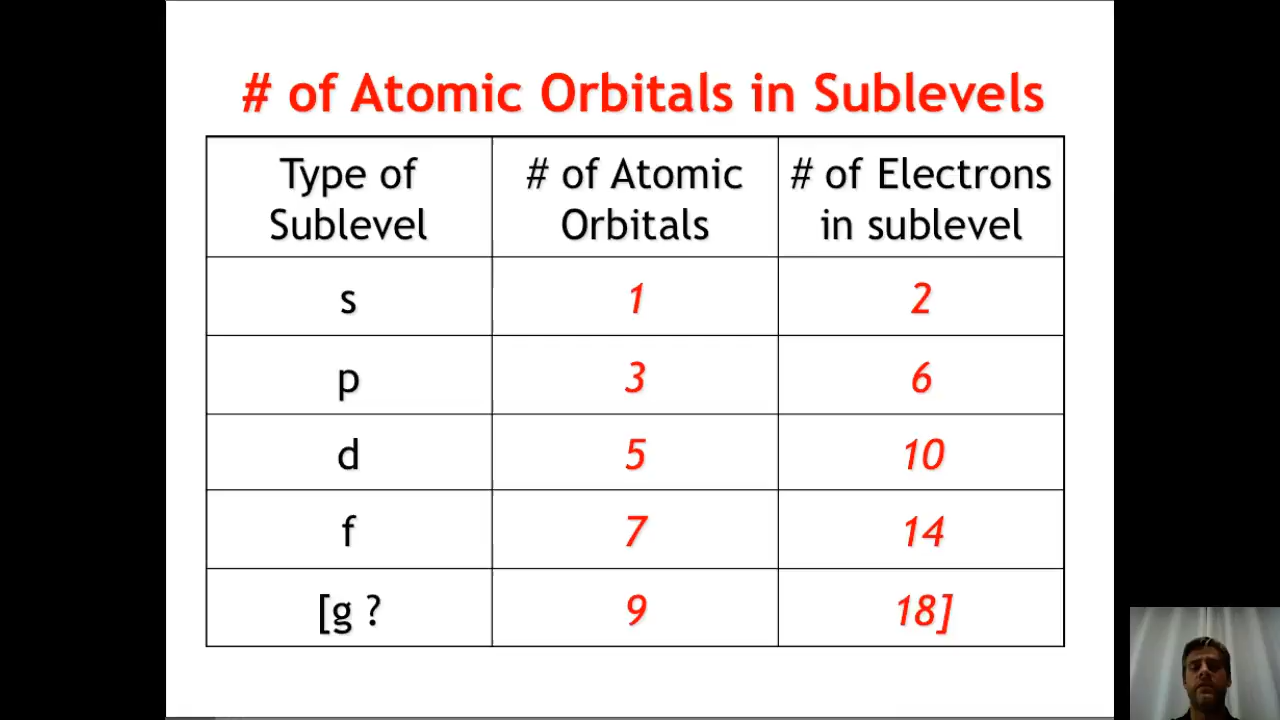 # of Atomic Orbitals in Sublevels
Type of Sublevel # of Atomic Orbitals # of Electrons in sublevel
s 1 2
p 3 6
d 5 10
f 7 14
[g ? 9 18]